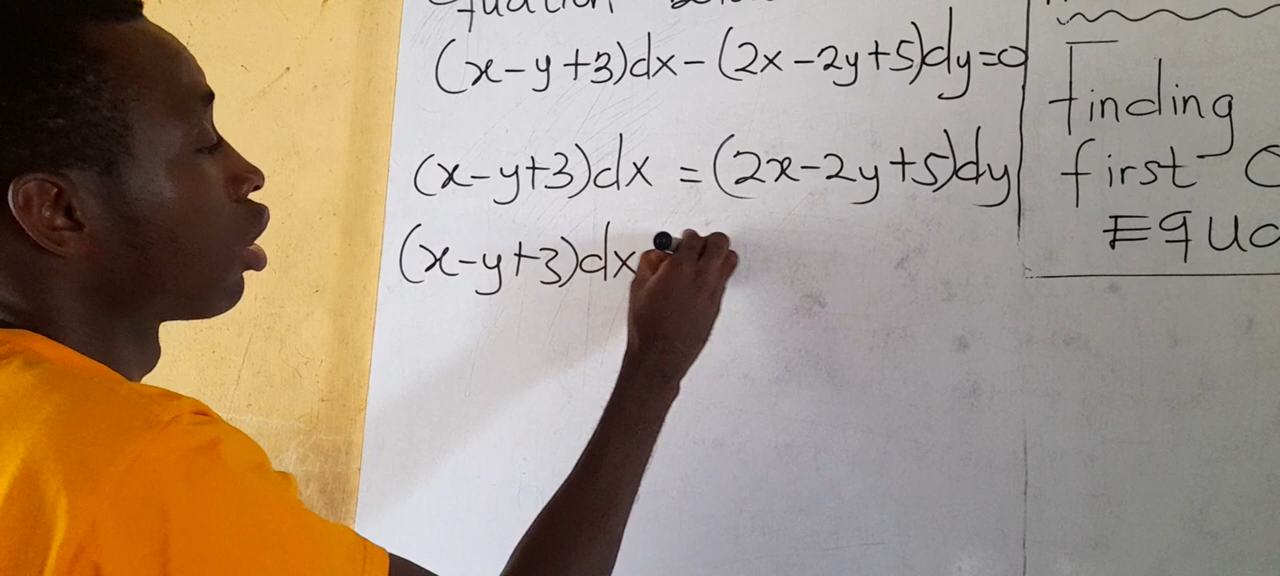 (x-y+3)dx-(2x-2y+5)dy=0
(x-y+3)dx =(2x-2y+5)dy
(x-y+3)dx
Finding
first